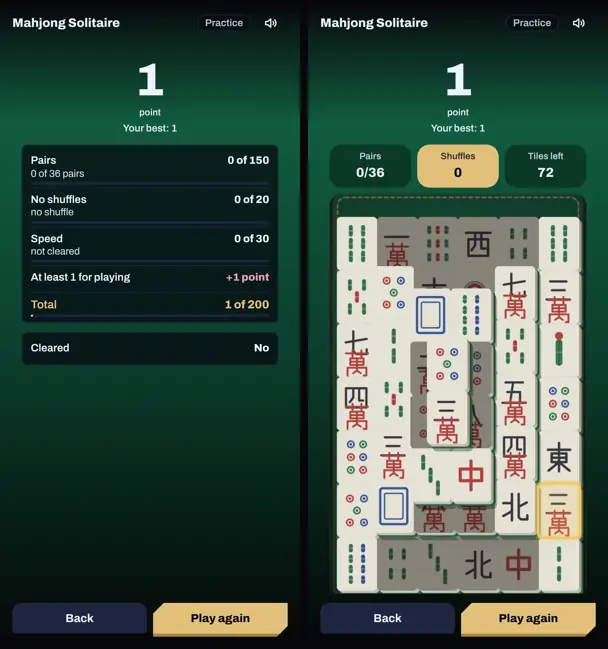 Mahjong Solitaire
Practice
1
point
Your best: 1
Pairs
0 of 150
0 of 36 pairs
No shuffles
0 of 20
no shuffle
Speed
0 of 30
not cleared
At least 1 for playing
+1 point
Total
1 of 200
Cleared
No
Back
Play again
Mahjong Solitaire
Practice
1
point
Your best: 1
Pairs
0/36
Shuffles
0
Tiles left
72
一萬
西
七萬
三萬
七萬
三萬
五萬
四萬
三萬
四萬
東
中
北
三萬
萬
萬
北
中
Back
Play again